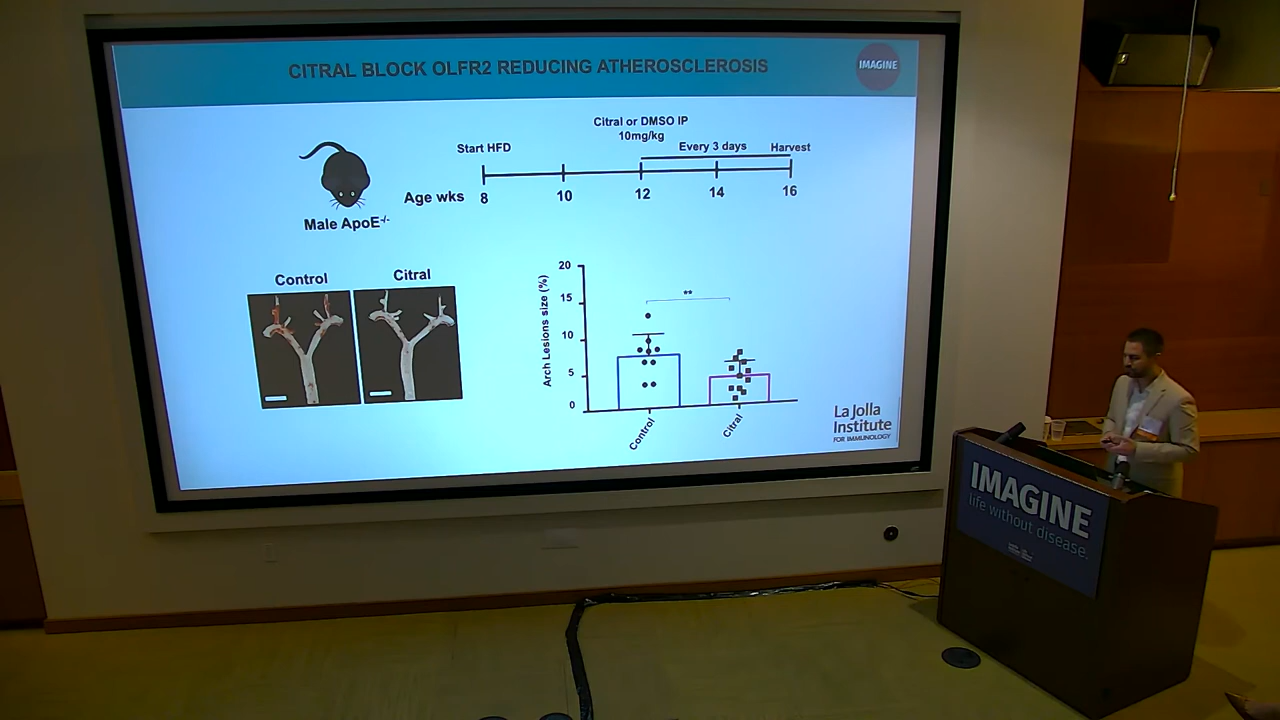 CITRAL BLOCK OLFR2 REDUCING ATHEROSCLEROSIS
IMAGINE
Citral or DMSO IP
10mg/kg
Start HFD
Every 3 days
Harvest
Age wks
8
10
12
14
16
Male ApoE-/-
Control
Citral
Arch Lesions size (%)
20
15
10
5
0
**
Control
Citral
La Jolla
Institute
FOR IMMUNOLOGY
IMAGINE
life without disease.